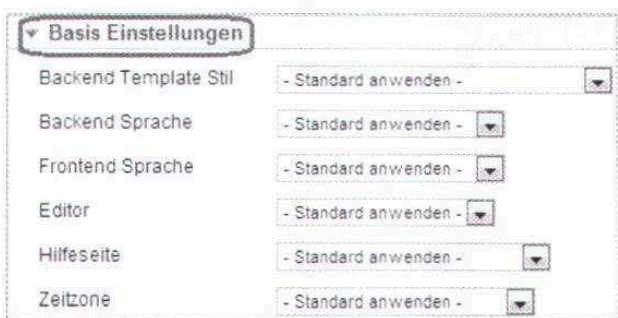 Basis Einstellungen
Backend Template Stil - Standard anwenden -
Backend Sprache - Standard anwenden -
Frontend Sprache - Standard anwenden -
Editor - Standard anwenden -
Hilfeseite - Standard anwenden -
Zeitzone - Standard anwenden -